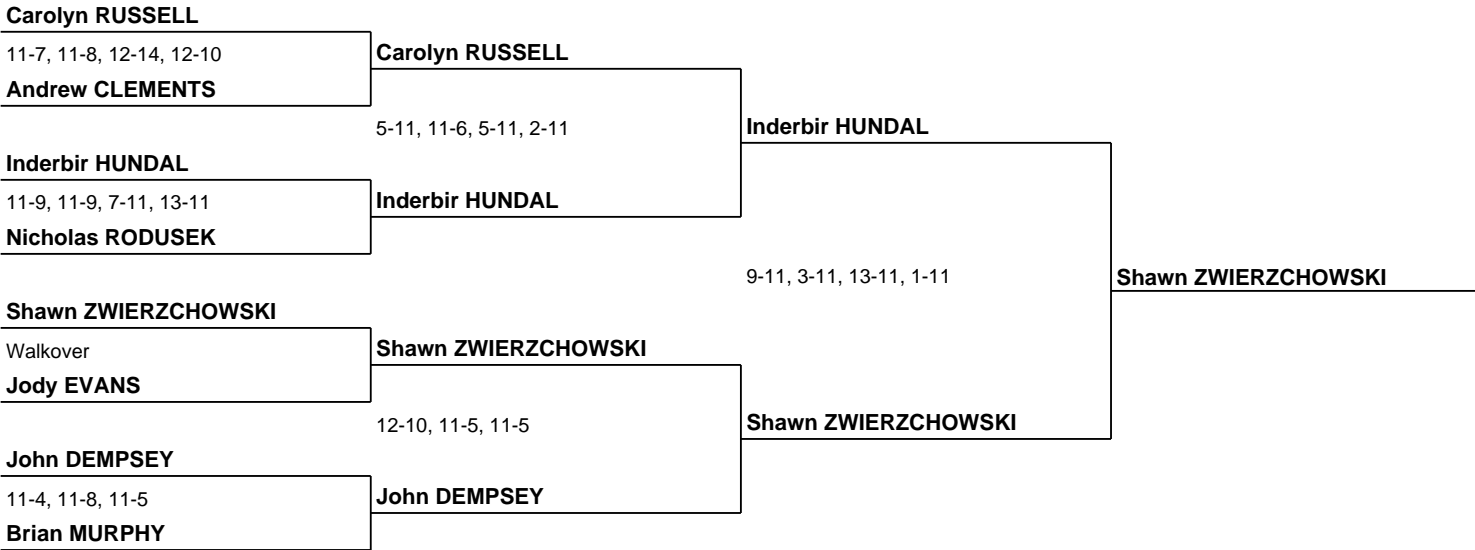 Carolyn RUSSELL
11-7, 11-8, 12-14, 12-10
Carolyn RUSSELL
Andrew CLEMENTS
5-11, 11-6, 5-11, 2-11
Inderbir HUNDAL
Inderbir HUNDAL
11-9, 11-9, 7-11, 13-11
Inderbir HUNDAL
Nicholas RODUSEK
9-11, 3-11, 13-11, 1-11
Shawn ZWIERZCHOWSKI
Shawn ZWIERZCHOWSKI
Walkover
Shawn ZWIERZCHOWSKI
Jody EVANS
12-10, 11-5, 11-5
Shawn ZWIERZCHOWSKI
John DEMPSEY
11-4, 11-8, 11-5
John DEMPSEY
Brian MURPHY